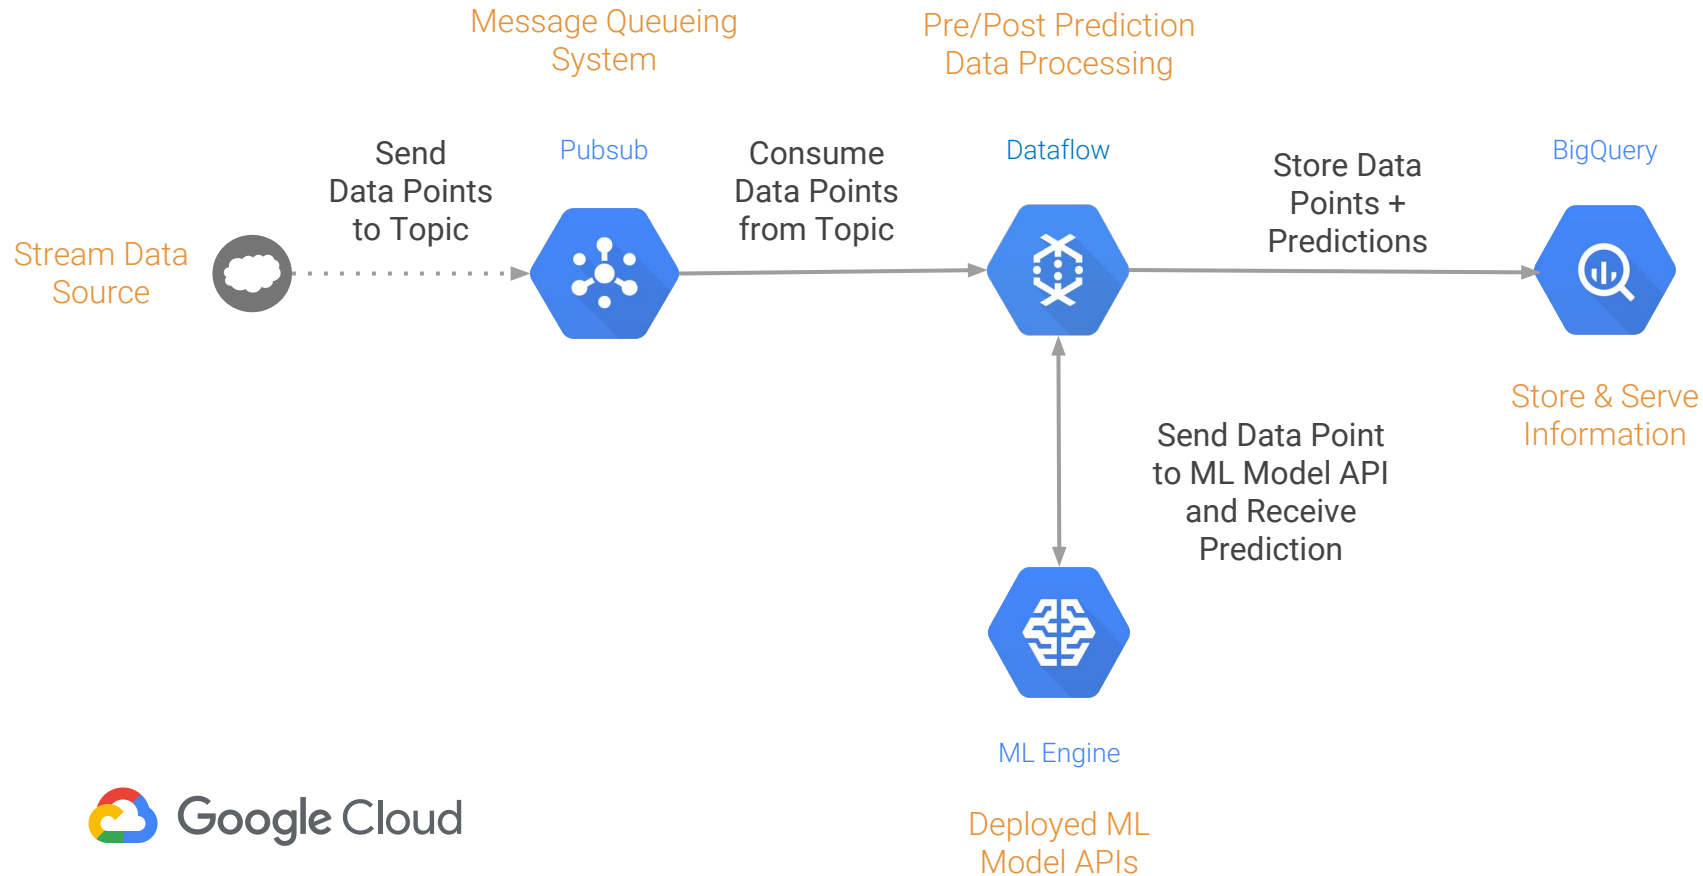 Message Queueing
System
Pre/Post Prediction
Data Processing
Send
Data Points
to Topic
Pubsub
Consume
Data Points
from Topic
Dataflow
Store Data
Points +
Predictions
BigQuery
Stream Data
Source
Store & Serve
Information
Send Data Point
to ML Model API
and Receive
Prediction
ML Engine
Deployed ML
Model APIs
Google Cloud